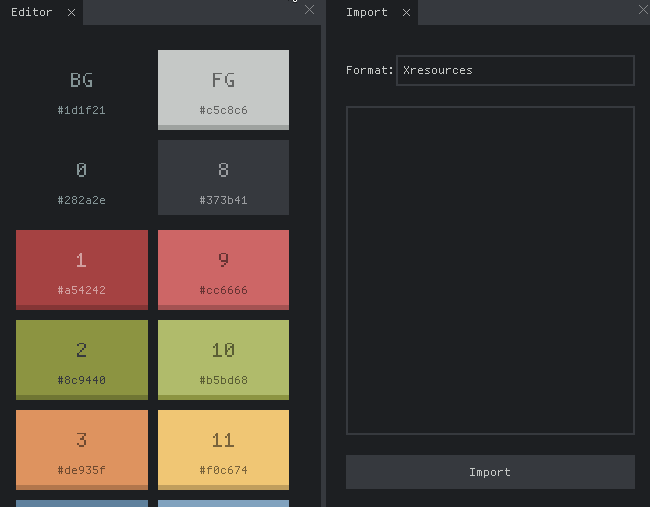 Editor ×
BG
#1d1f21
FG
#c5c8c6
0
#282a2e
8
#373b41
1
#a54242
9
#cc6666
2
#8c9440
10
#b5bd68
3
#de935f
11
#f0c674
Import ×
Format: Xresources
Import